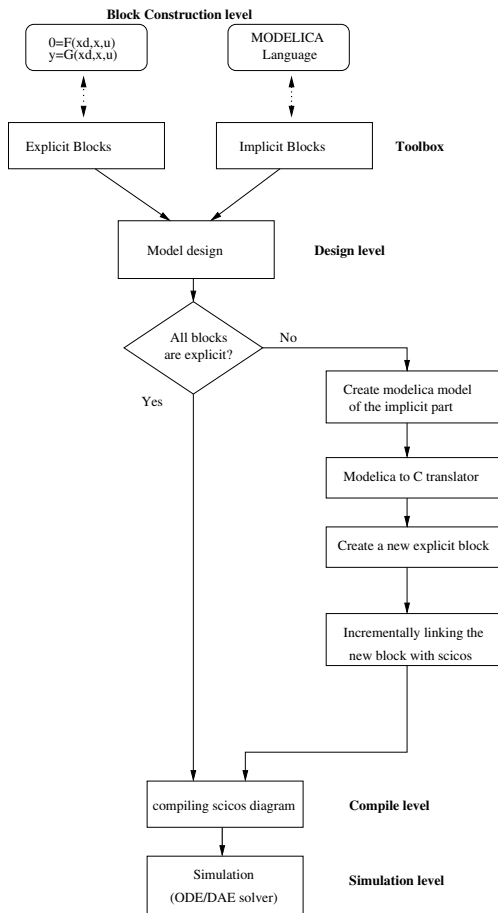 Block Construction level
0=F(xd,x,u)
y=G(xd,x,u)
MODELICA
Language
Explicit Blocks
Implicit Blocks
Toolbox
Model design
Design level
All blocks
are explicit?
No
Yes
Create modelica model
of the implicit part
Modelica to C translator
Create a new explicit block
Incrementally linking the
new block with scicos
compiling scicos diagram
Compile level
Simulation
(ODE/DAE solver)
Simulation level